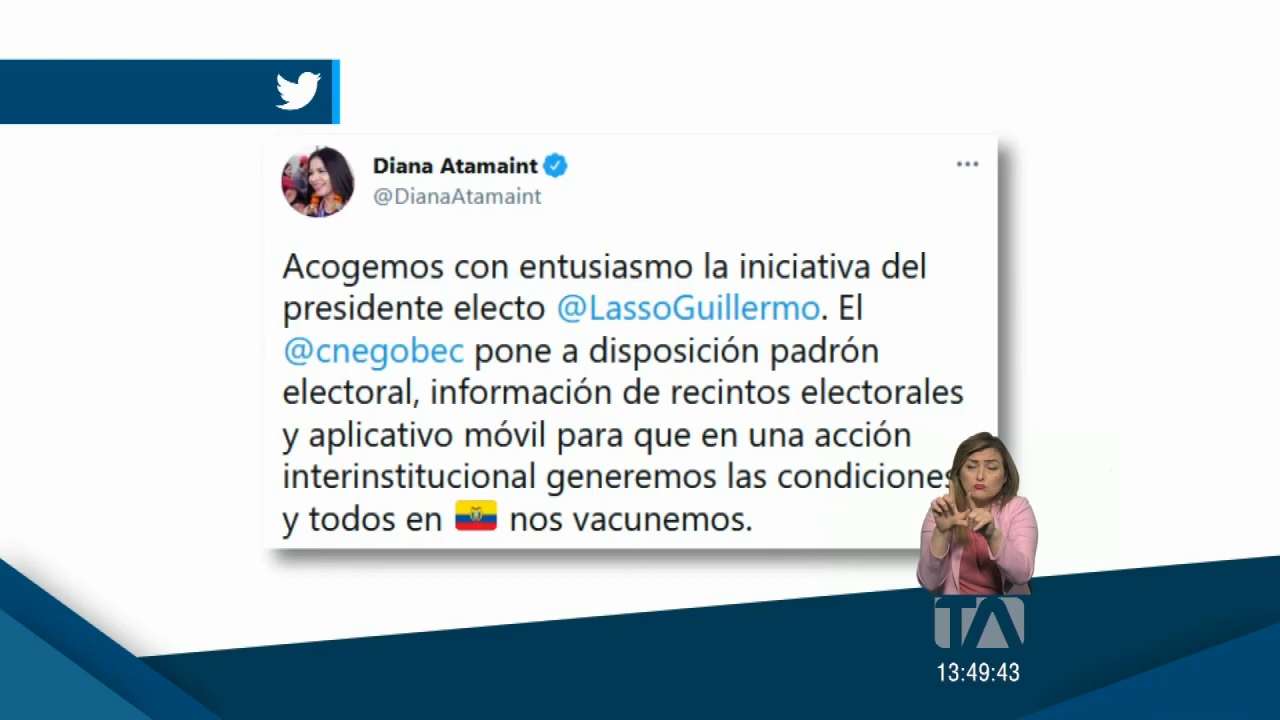 Diana Atamaint
@DianaAtamaint
Acogemos con entusiasmo la iniciativa del
presidente electo @LassoGuillermo. El
@cnegobec pone a disposición padrón
electoral, información de recintos electorales
y aplicativo móvil para que en una acción
interinstitucional generemos las condiciones
y todos en nos vacunemos.
TA
13:49:43